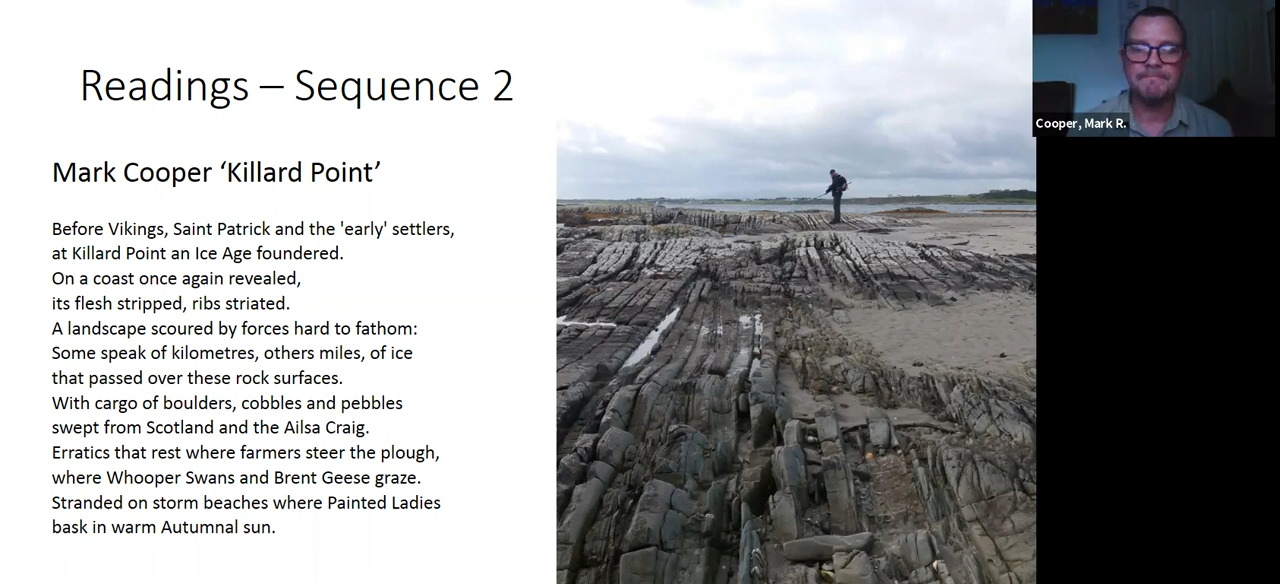 Readings – Sequence 2
Mark Cooper ‘Killard Point’
Before Vikings, Saint Patrick and the 'early' settlers,
at Killard Point an Ice Age foundered.
On a coast once again revealed,
its flesh stripped, ribs striated.
A landscape scoured by forces hard to fathom:
Some speak of kilometres, others miles, of ice
that passed over these rock surfaces.
With cargo of boulders, cobbles and pebbles
swept from Scotland and the Ailsa Craig.
Erratics that rest where farmers steer the plough,
where Whooper Swans and Brent Geese graze.
Stranded on storm beaches where Painted Ladies
bask in warm Autumnal sun.
Cooper, Mark R.